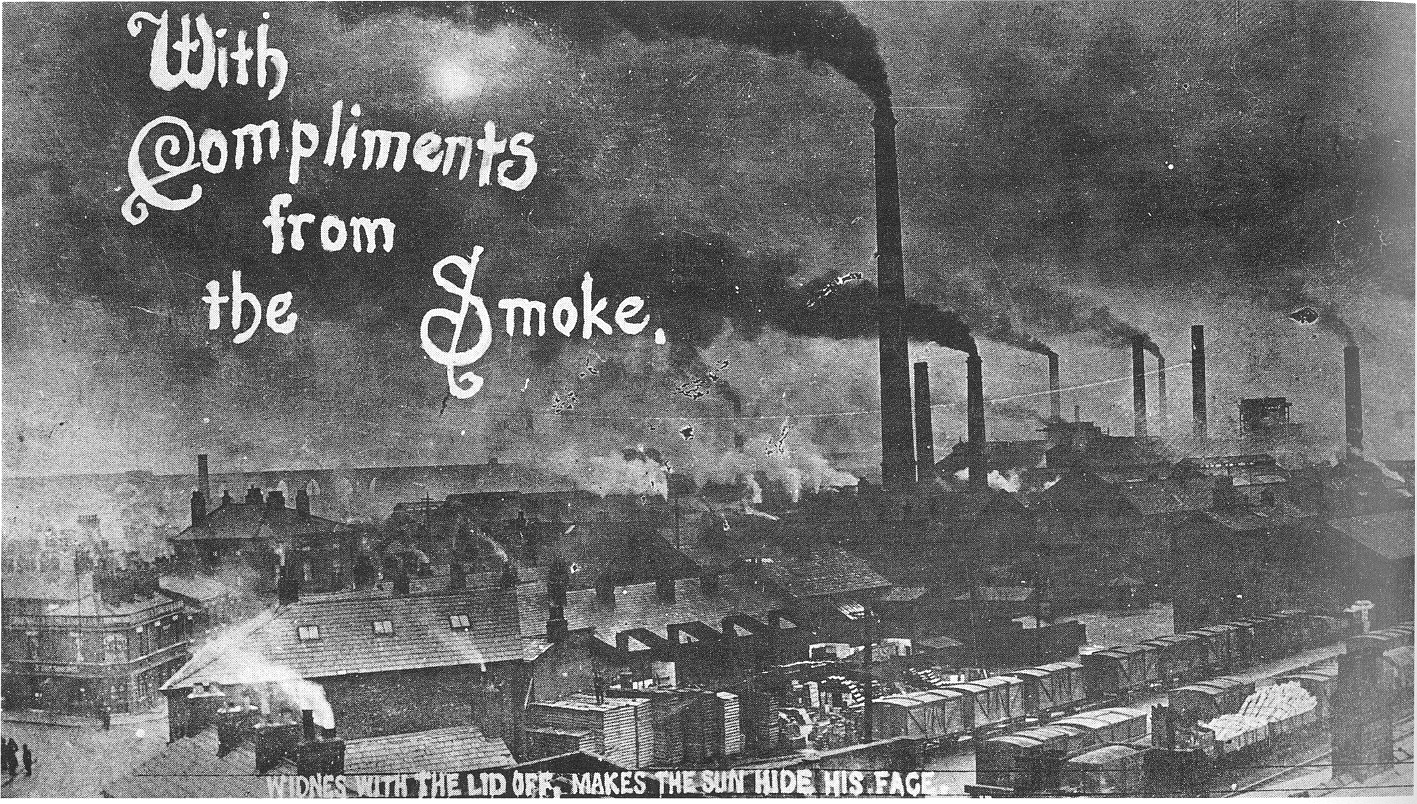 With
Compliments
from
the Smoke.
WIDNES WITH THE LID OFF, MAKES THE SUN HIDE HIS FACE.